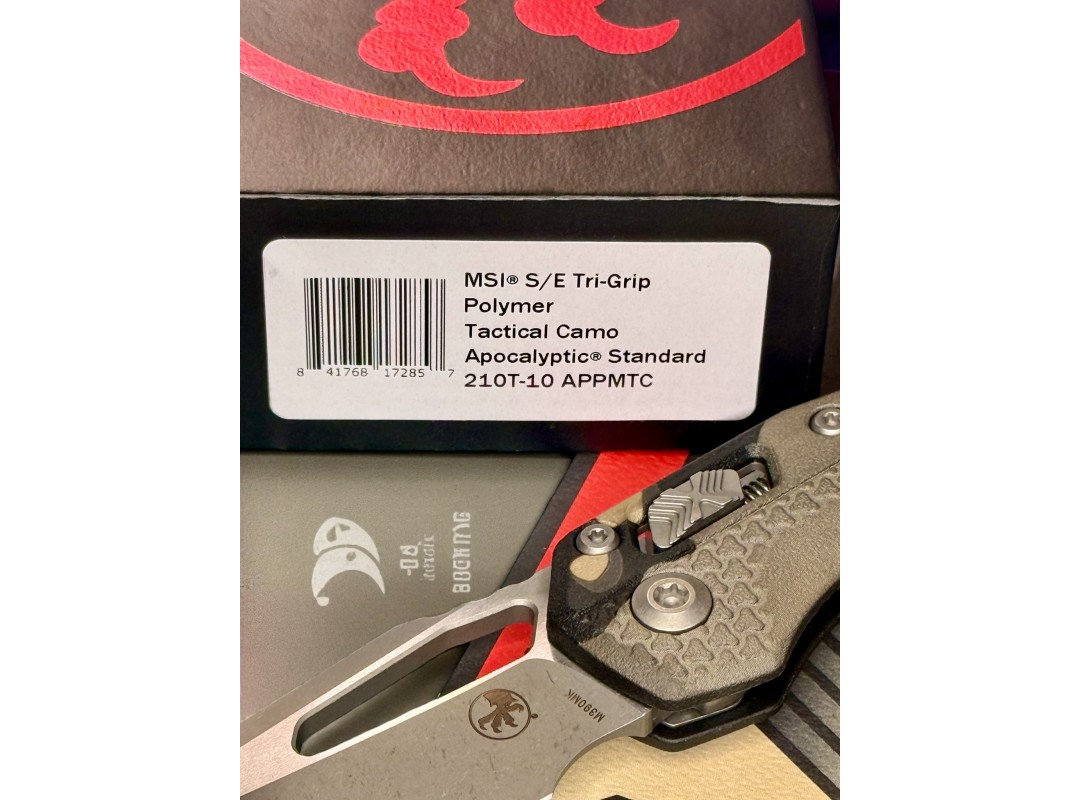 MSI® S/E Tri-Grip
Polymer
Tactical Camo
Apocalyptic® Standard
210T-10 APPMTC
8 41768 17285 7
M390MK